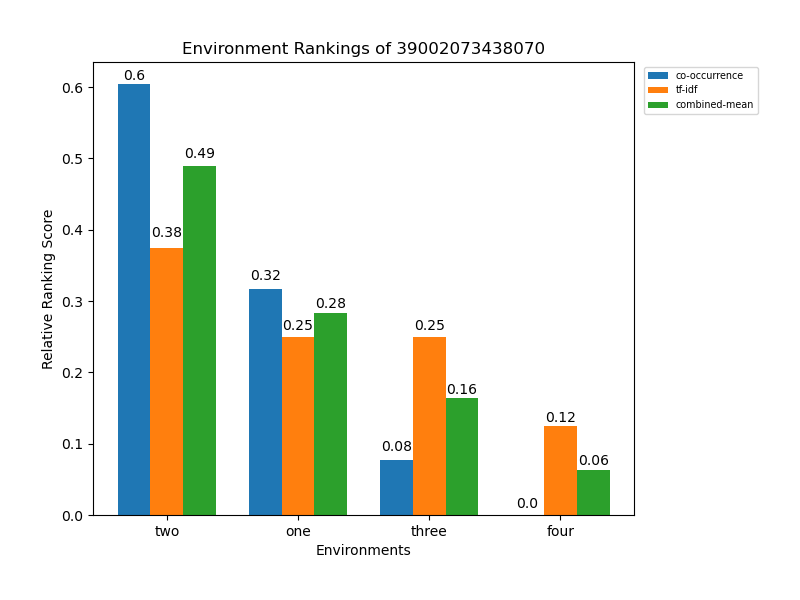 Environment Rankings of 39002073438070
co-occurrence
tf-idf
combined-mean
Relative Ranking Score
0.6
0.5
0.4
0.3
0.2
0.1
0.0
0.6
0.38
0.49
0.32
0.25
0.28
0.08
0.25
0.16
0.0
0.12
0.06
two one three four
Environments